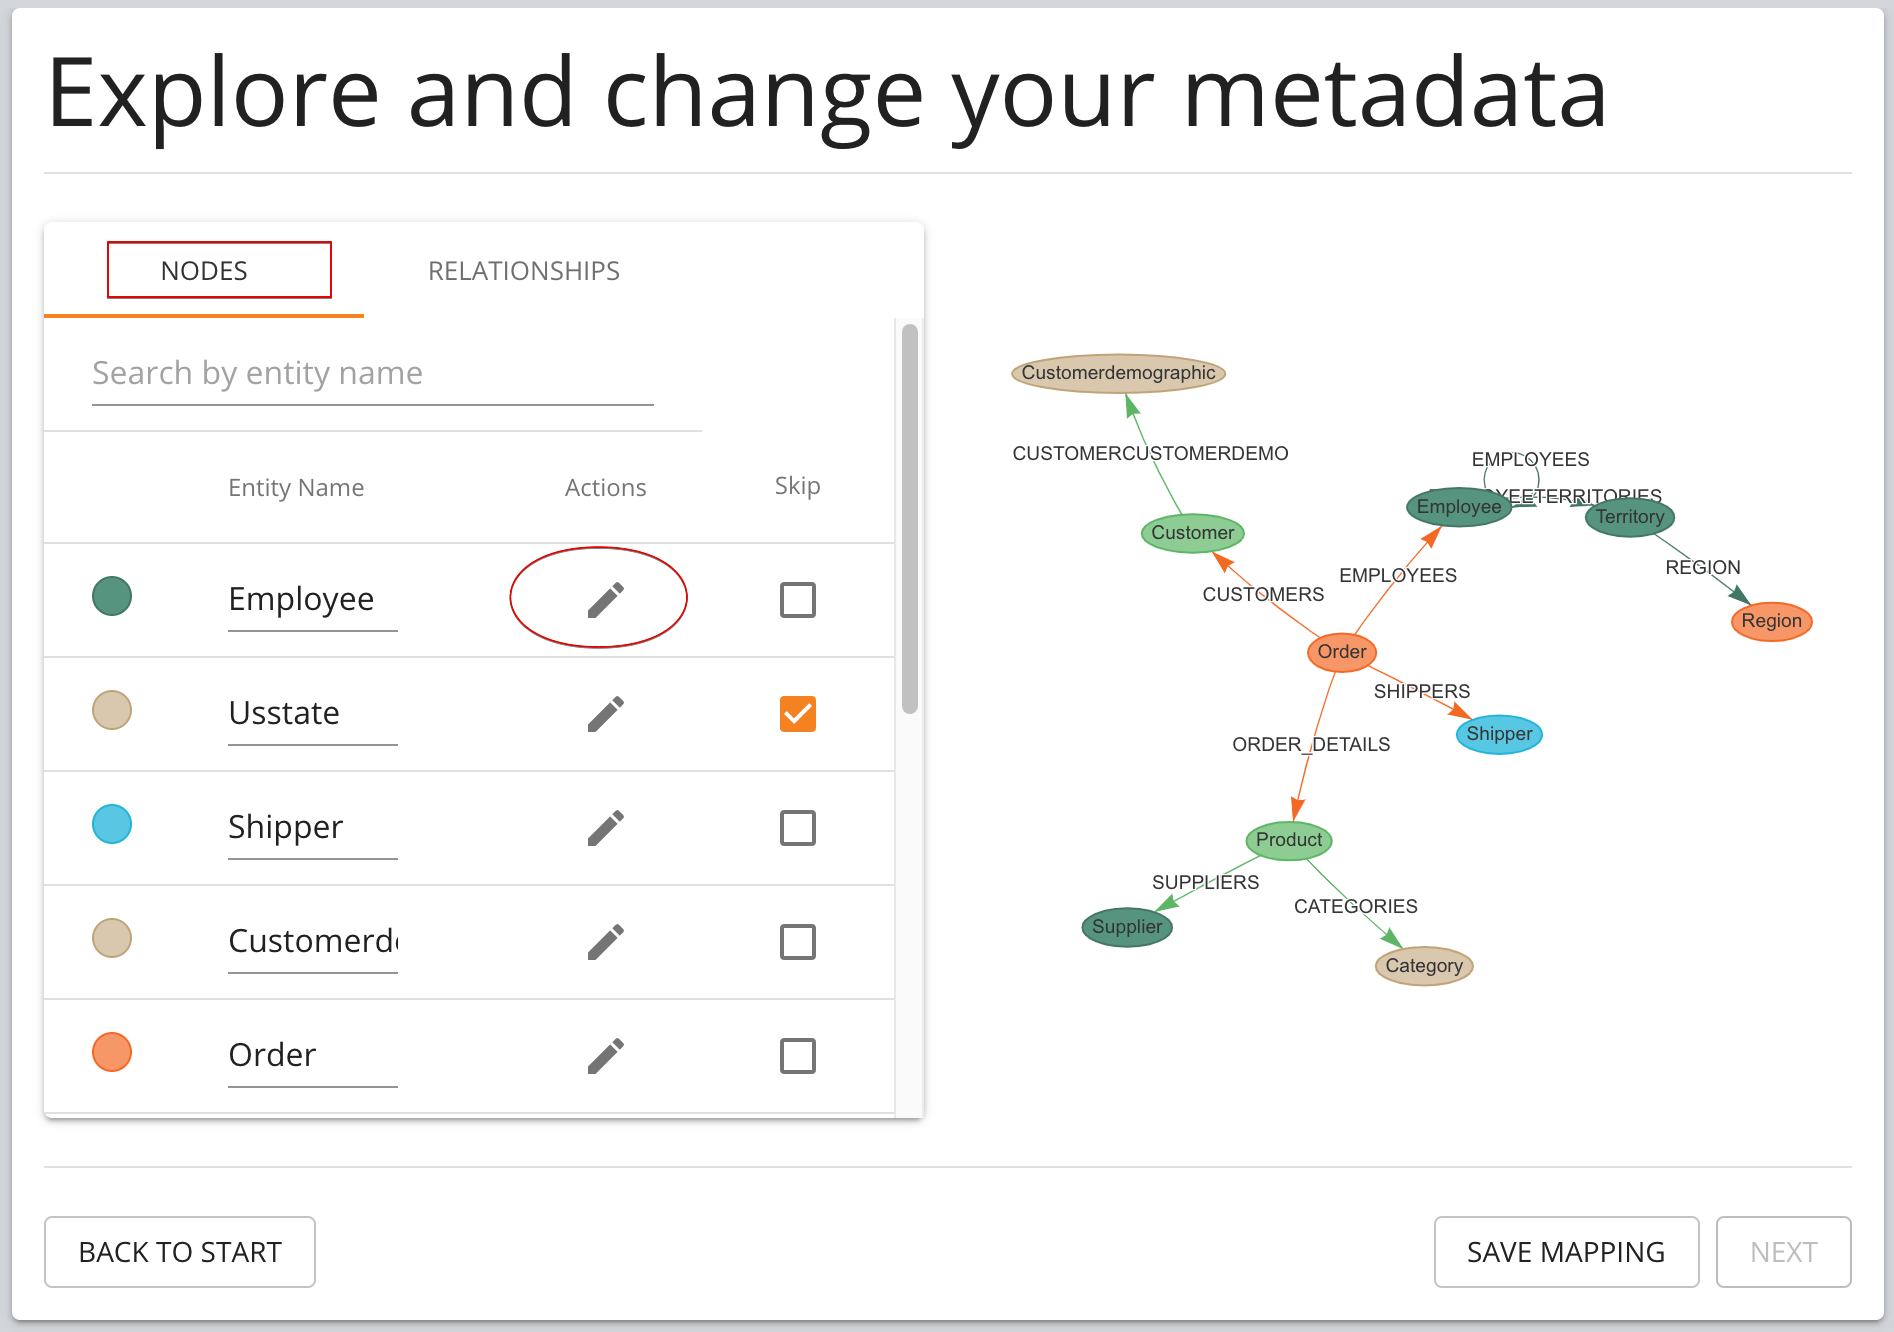 Explore and change your metadata
NODES
RELATIONSHIPS
Search by entity name
Entity Name
Actions
Skip
Employee
Usstate
Shipper
Customerd
Order
Customerdemographic
CUSTOMERCUSTOMERDEMO
Customer
CUSTOMERS
EMPLOYEES
YEETERRITORIES
Employee
Territory
EMPLOYEES
REGION
Region
Order
SHIPPERS
Shipper
ORDER_DETAILS
Product
SUPPLIERS
CATEGORIES
Supplier
Category
BACK TO START
SAVE MAPPING
NEXT